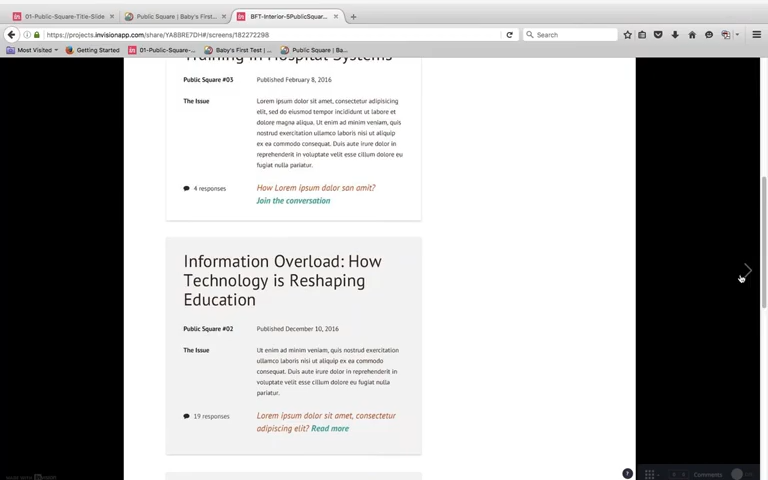 01-Public-Square-Title-Slide
Public Square | Baby's First...
BFT-Interior-5PublicSquar...
https://projects.invisionapp.com/share/YA8BRE7DH#/screens/182272298
Search
Most Visited
Getting Started
01-Public-Square-...
Baby's First Test | ...
Public Square | Ba...
Training in Hospital Systems
Public Square #03
Published February 8, 2016
The Issue
Lorem ipsum dolor sit amet, consectetur adipisicing
elit, sed do eiusmod tempor incididunt ut labore et
dolore magna aliqua. Ut enim ad minim veniam, quis
nostrud exercitation ullamco laboris nisi ut aliquip
ex ea commodo consequat. Duis aute irure dolor in
reprehenderit in voluptate velit esse cillum dolore eu
fugiat nulla pariatur.
4 responses
How Lorem ipsum dolor san amit?
Join the conversation
Information Overload: How
Technology is Reshaping
Education
Public Square #02
Published December 10, 2016
The Issue
Ut enim ad minim veniam, quis nostrud exercitation
ullamco laboris nisi ut aliquip ex ea commodo
consequat. Duis aute irure dolor in reprehenderit in
voluptate velit esse cillum dolore eu fugiat nulla
pariatur.
19 responses
Lorem ipsum dolor sit amet, consectetur
adipiscing elit? Read more
?
Comments